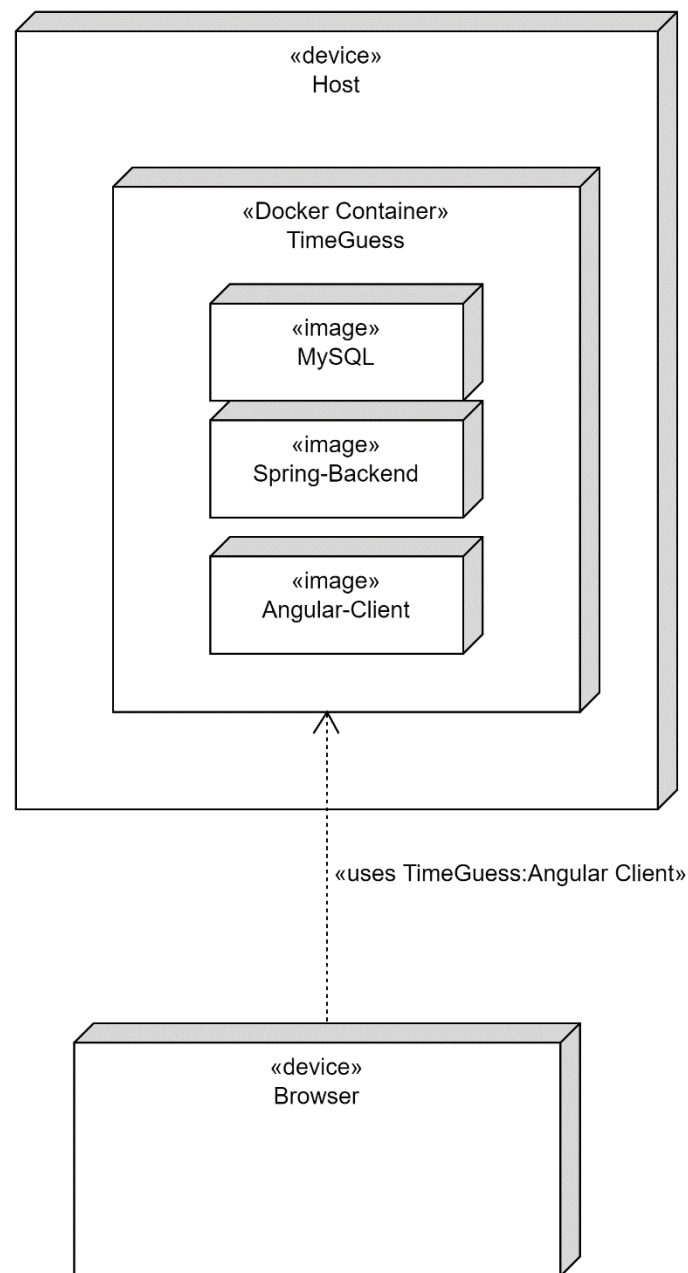 «device»
Host
«Docker Container»
TimeGuess
«image»
MySQL
«image»
Spring-Backend
«image»
Angular-Client
«uses TimeGuess:Angular Client»
«device»
Browser